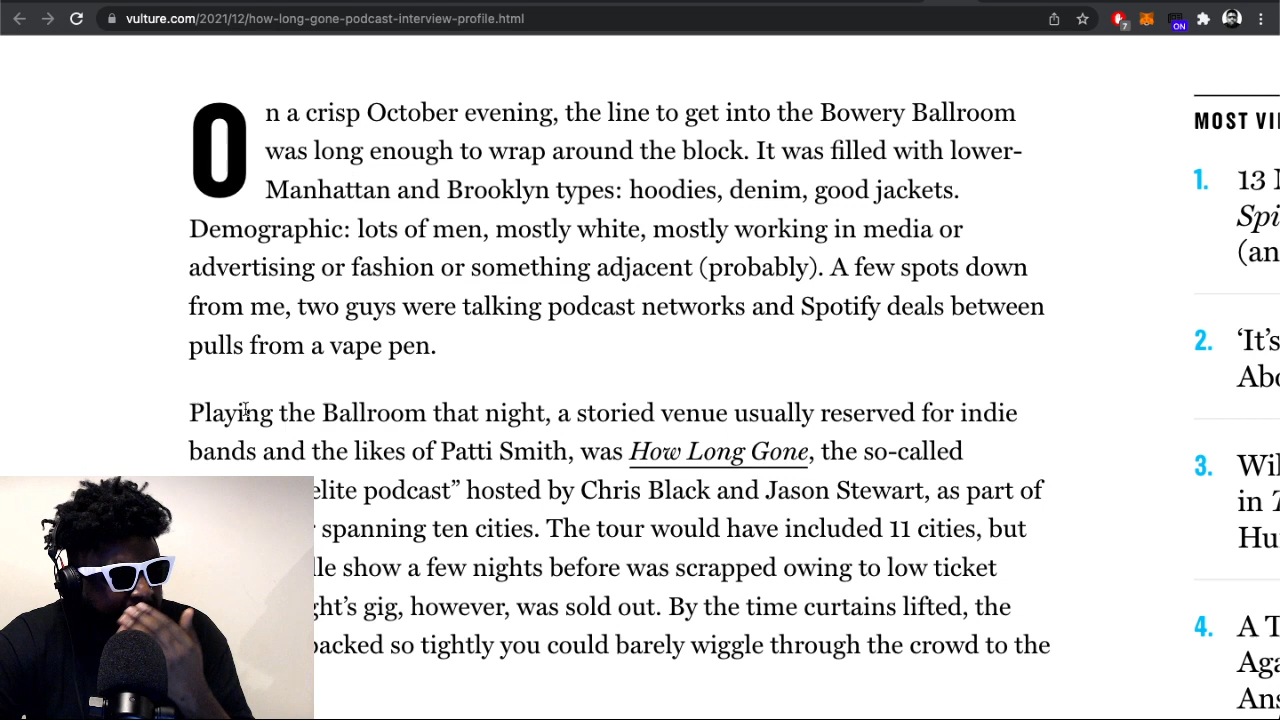 vulture.com/2021/12/how-long-gone-podcast-interview-profile.html
7
ON
On a crisp October evening, the line to get into the Bowery Ballroom
was long enough to wrap around the block. It was filled with lower-
Manhattan and Brooklyn types: hoodies, denim, good jackets.
Demographic: lots of men, mostly white, mostly working in media or
advertising or fashion or something adjacent (probably). A few spots down
from me, two guys were talking podcast networks and Spotify deals between
pulls from a vape pen.
Playing the Ballroom that night, a storied venue usually reserved for indie
bands and the likes of Patti Smith, was How Long Gone, the so-called
elite podcast” hosted by Chris Black and Jason Stewart, as part of
spanning ten cities. The tour would have included 11 cities, but
show a few nights before was scrapped owing to low ticket
gig, however, was sold out. By the time curtains lifted, the
packed so tightly you could barely wiggle through the crowd to the
MOST VI
1. 13
Spi
(an
2. ‘It’s
Abo
3. Wil
in
Hu
4. A T
Aga
Ans